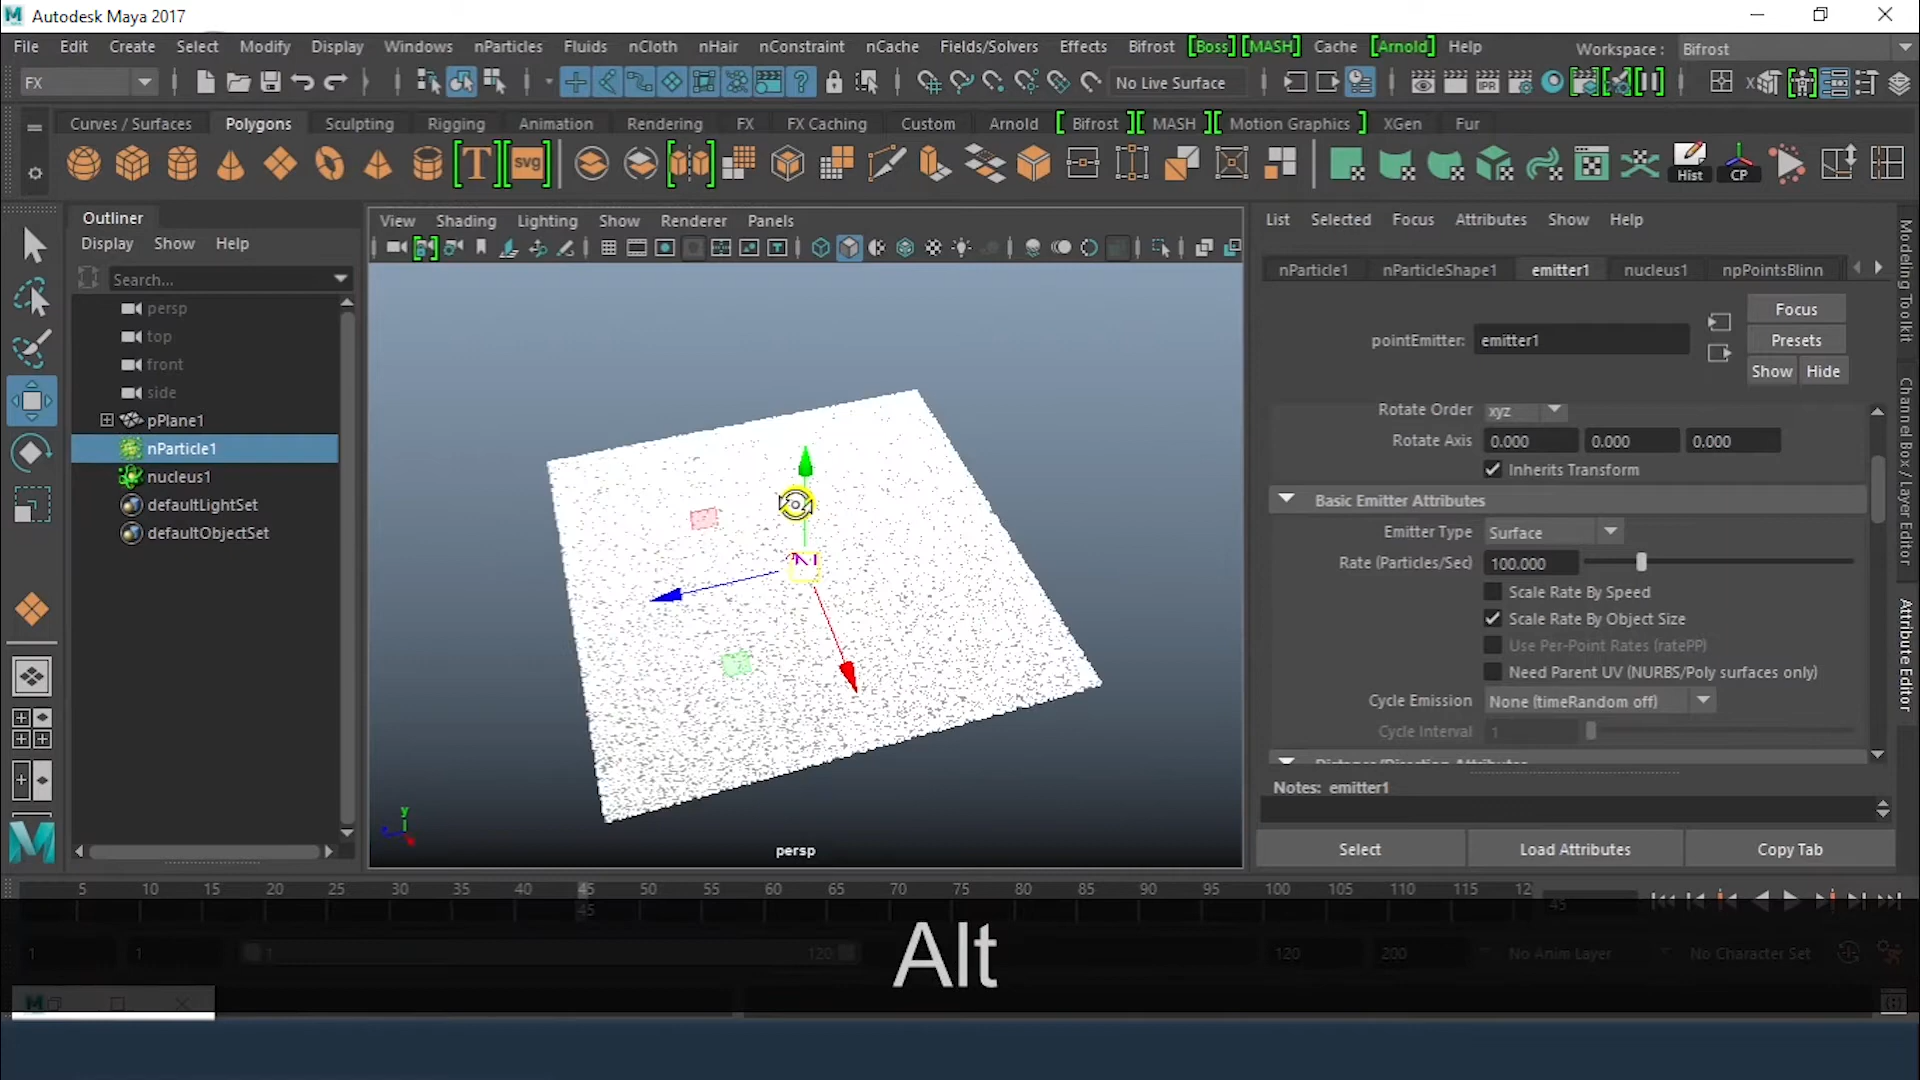 Autodesk Maya 2017
File Edit Create Select Modify Display Windows nParticles Fluids nCloth nHair nConstraint nCache Fields/Solvers Effects Bifrost [Boss] [MASH] Cache [Arnold] Help Workspace : Bifrost
FX No Live Surface IPR
Curves / Surfaces Polygons Sculpting Rigging Animation Rendering FX FX Caching Custom Arnold [ Bifrost ] [ MASH ] [ Motion Graphics ] XGen Fur
T svg Hist CP
Outliner
Display Show Help
Search...
persp
top
front
side
pPlane1
nParticle1
nucleus1
defaultLightSet
defaultObjectSet
View Shading Lighting Show Renderer Panels
y
persp
List Selected Focus Attributes Show Help
nParticle1 nParticleShape1 emitter1 nucleus1 npPointsBlinn
Focus
pointEmitter: emitter1 Presets
Show Hide
Rotate Order xyz
Rotate Axis 0.000 0.000 0.000
Inherits Transform
Basic Emitter Attributes
Emitter Type Surface
Rate (Particles/Sec) 100.000
Scale Rate By Speed
Scale Rate By Object Size
Use Per-Point Rates (ratePP)
Need Parent UV (NURBS/Poly surfaces only)
Cycle Emission None (timeRandom off)
Cycle Interval 1
Notes: emitter1
Select Load Attributes Copy Tab
Modeling Toolkit
Channel Box / Layer Editor
Attribute Editor
5 10 15 20 25 30 35 40 45 50 55 60 65 70 75 80 85 90 95 100 105 110 115 12
45 45
1 1 1 120 120 200 No Anim Layer No Character Set
Alt